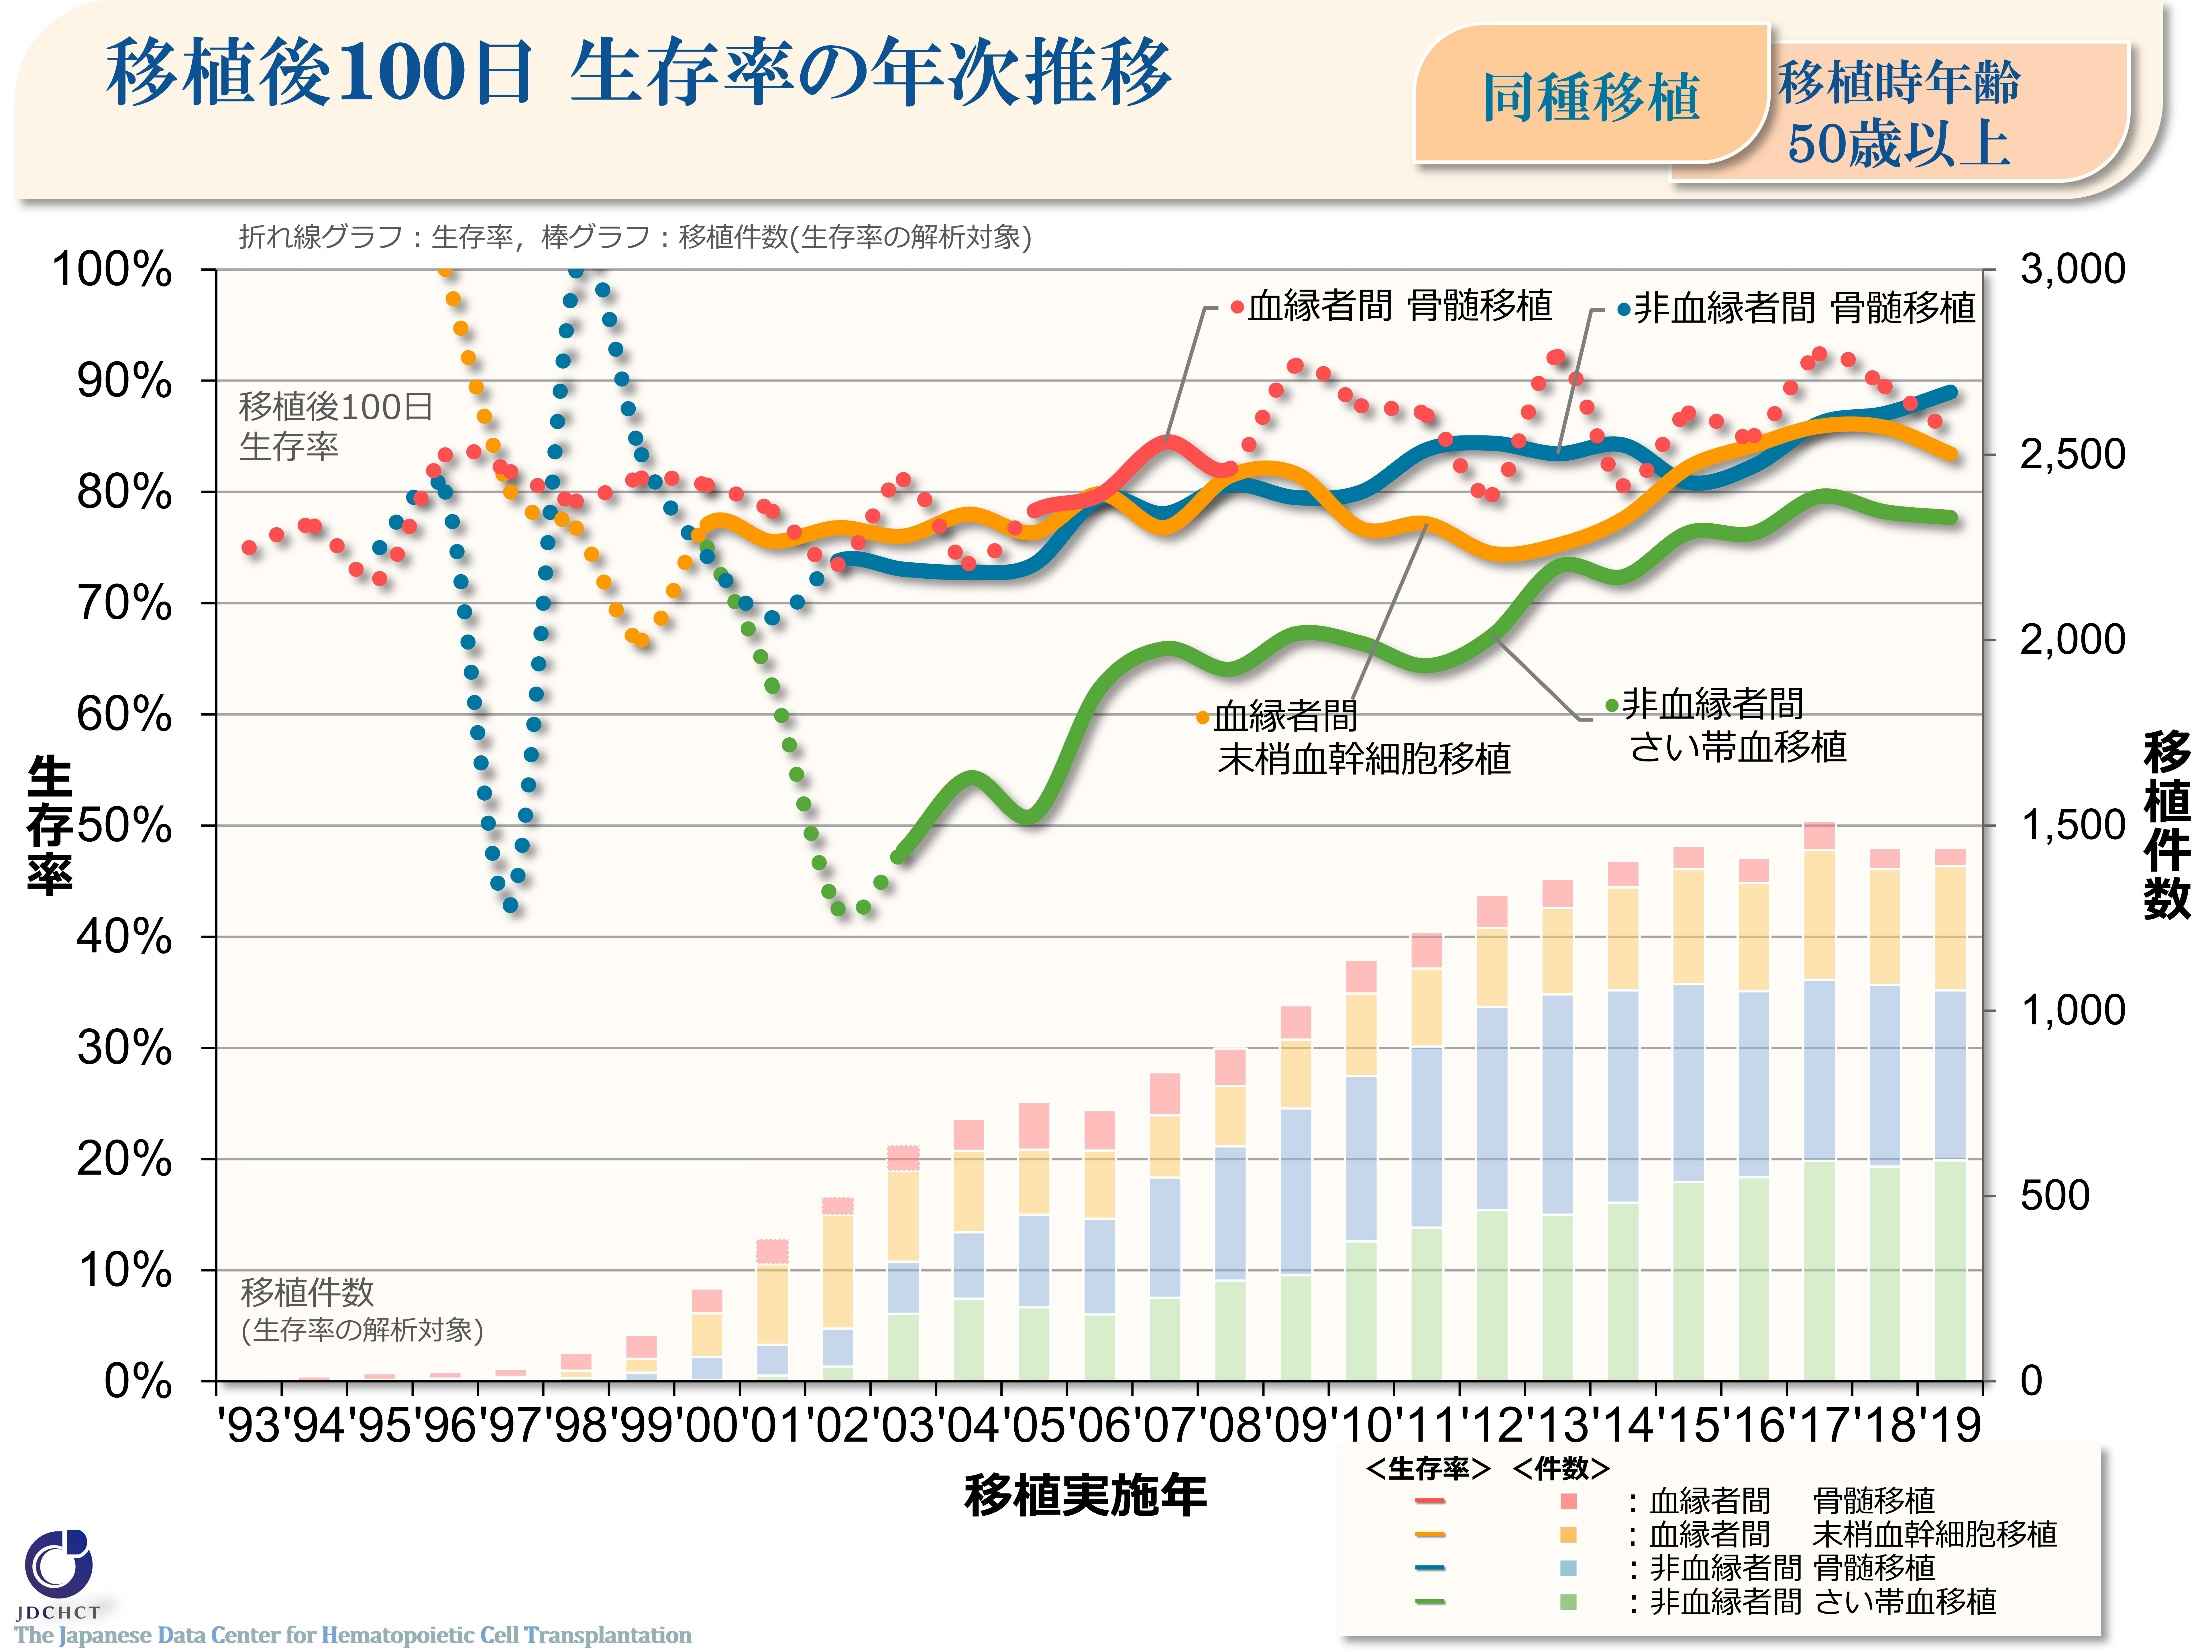 移植後100日 生存率の年次推移
同種移植
移植時年齢
50歳以上
折れ線グラフ：生存率，棒グラフ：移植件数(生存率の解析対象)
100%
90%
80%
70%
60%
50%
40%
30%
20%
10%
0%
生存率
移植後100日
生存率
血縁者間 骨髄移植
非血縁者間 骨髄移植
血縁者間
末梢血幹細胞移植
非血縁者間
さい帯血移植
移植件数
(生存率の解析対象)
3,000
2,500
2,000
1,500
1,000
500
0
移植件数
'93 '94 '95 '96 '97 '98 '99 '00 '01 '02 '03 '04 '05 '06 '07 '08 '09 '10 '11 '12 '13 '14 '15 '16 '17 '18 '19
移植実施年
＜生存率＞ ＜件数＞
：血縁者間 骨髄移植
：血縁者間 末梢血幹細胞移植
：非血縁者間 骨髄移植
：非血縁者間 さい帯血移植
JDCHCT
The Japanese Data Center for Hematopoietic Cell Transplantation